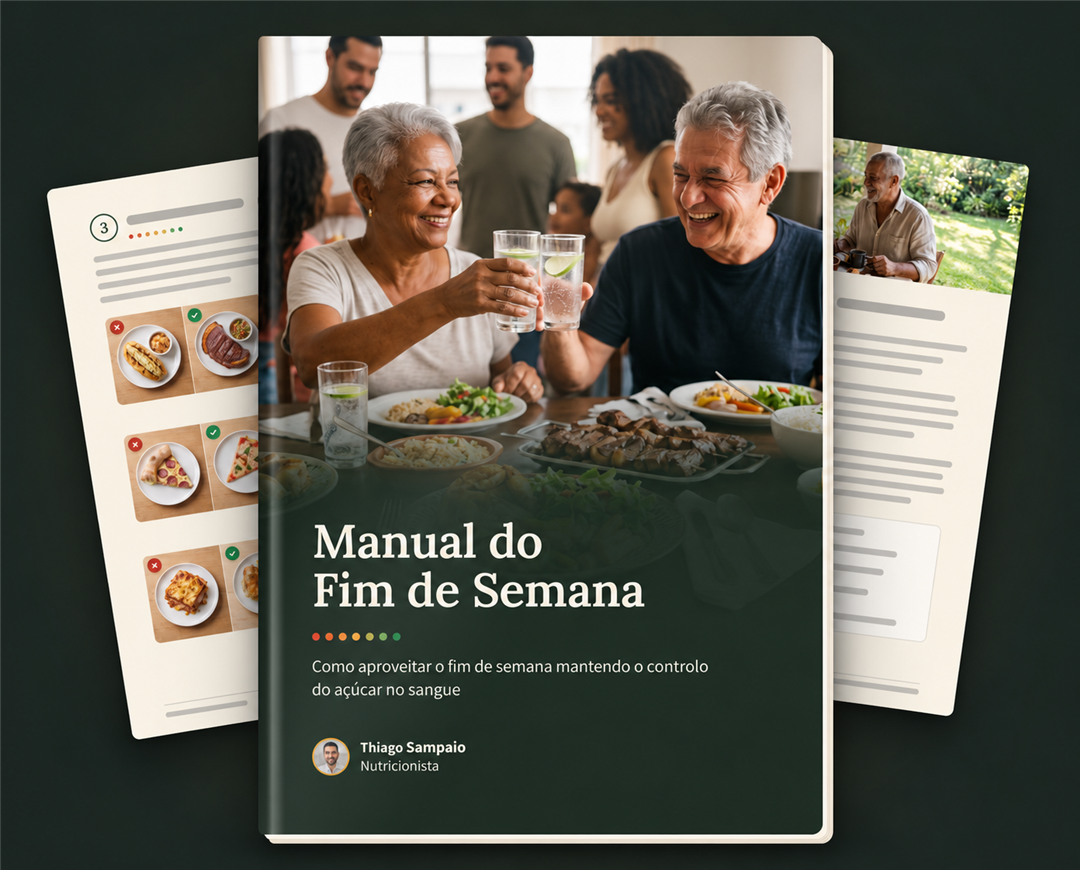 3
Manual do
Fim de Semana
Como aproveitar o fim de semana mantendo o controlo
do açúcar no sangue
Thiago Sampaio
Nutricionista